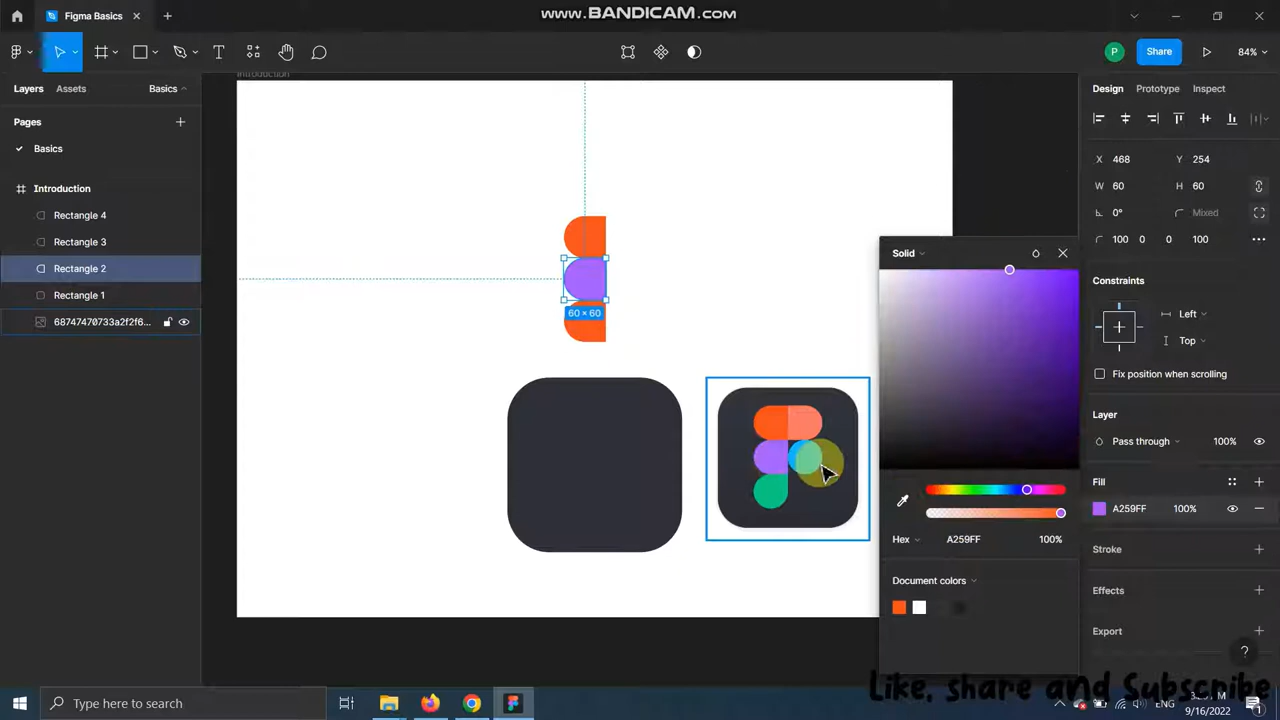 www.BANDICAM.com
Figma Basics
P
Share
84%
Introduction
Layers
Assets
Basics
Pages
Basics
Introduction
Rectangle 4
Rectangle 3
Rectangle 2
Rectangle 1
68747470733a2f2f6...
60 × 60
Solid
Hex
A259FF
100%
Document colors
Design
Prototype
Inspect
X
468
Y
34
W
60
H
60
0°
Mixed
100
0
0
100
Constraints
Left
Top
Fix position when scrolling
Layer
Pass through
100%
Fill
A259FF
100%
Stroke
Effects
Export
?
Like, share and Subscribe
Type here to search
9/16/2022